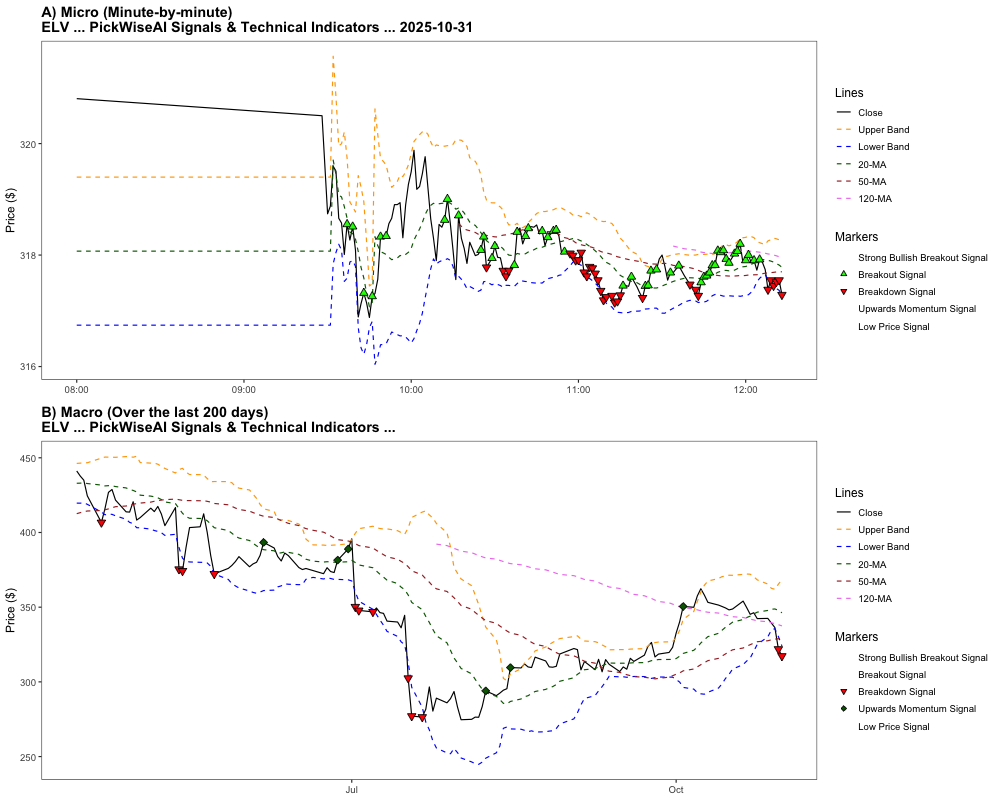 A) Micro (Minute-by-minute)
ELV ... PickWiseAI Signals & Technical Indicators ... 2025-10-31
Price ($)
320
318
316
08:00
09:00
10:00
11:00
12:00
Lines
Close
Upper Band
Lower Band
20-MA
50-MA
120-MA
Markers
Strong Bullish Breakout Signal
Breakout Signal
Breakdown Signal
Upwards Momentum Signal
Low Price Signal
B) Macro (Over the last 200 days)
ELV ... PickWiseAI Signals & Technical Indicators ...
Price ($)
450
400
350
300
250
Jul
Oct
Lines
Close
Upper Band
Lower Band
20-MA
50-MA
120-MA
Markers
Strong Bullish Breakout Signal
Breakout Signal
Breakdown Signal
Upwards Momentum Signal
Low Price Signal